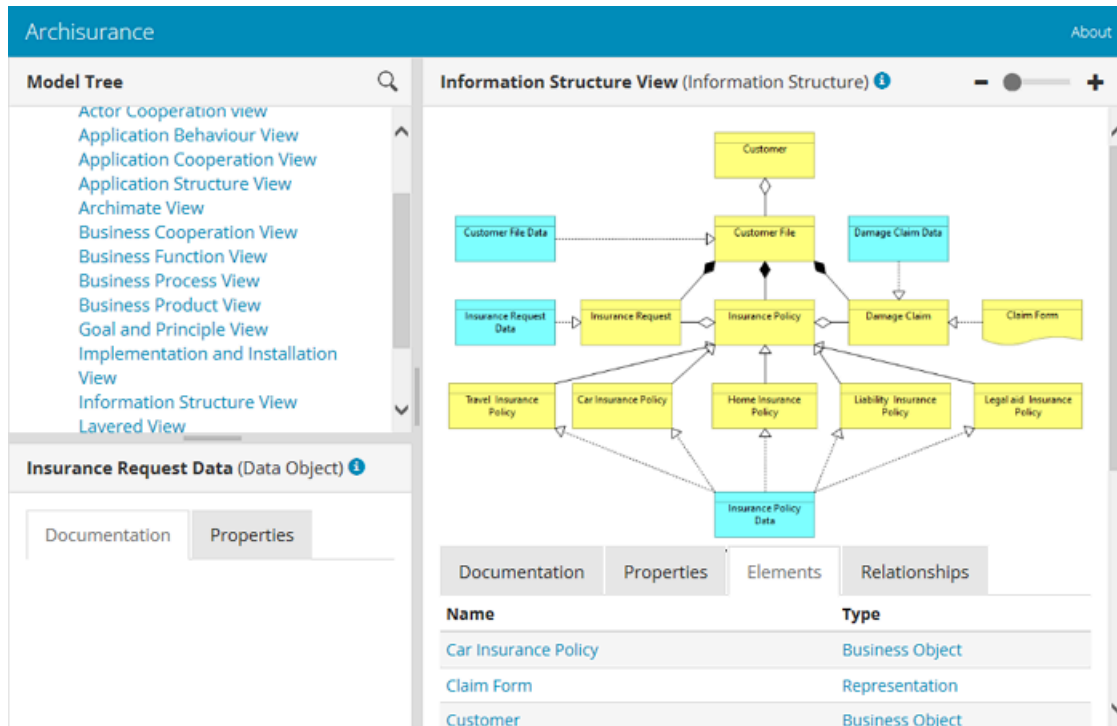 Archisurance
About
Model Tree
Actor Cooperation view
Application Behaviour View
Application Cooperation View
Application Structure View
Archimate View
Business Cooperation View
Business Function View
Business Process View
Business Product View
Goal and Principle View
Implementation and Installation
View
Information Structure View
Layered View
Insurance Request Data (Data Object)
Documentation
Properties
Information Structure View (Information Structure)
Customer
Customer File Data
Customer File
Damage Claim Data
Insurance Request
Data
Insurance Request
Insurance Policy
Damage Claim
Claim Form
Travel Insurance
Policy
Car Insurance Policy
Home Insurance
Policy
Liability Insurance
Policy
Legal aid Insurance
Policy
Insurance Policy
Data
Documentation
Properties
Elements
Relationships
Name
Type
Car Insurance Policy
Business Object
Claim Form
Representation
Customer
Business Object